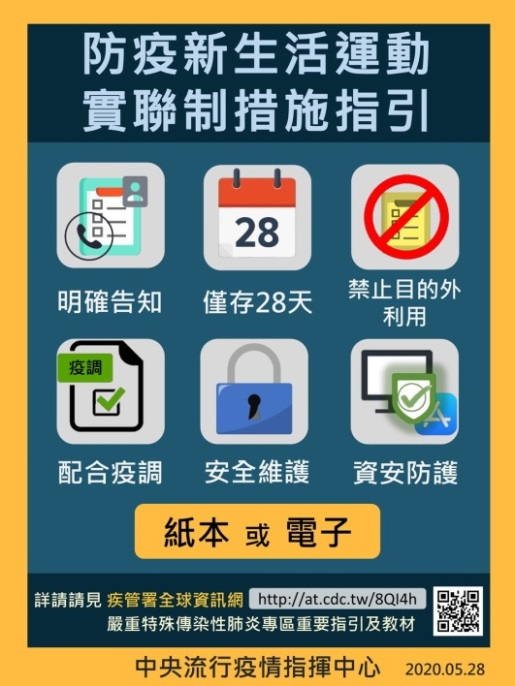 防疫新生活運動
實聯制措施指引
28
明確告知
僅存28天
禁止目的外
利用
疫調
配合疫調
安全維護
資安防護
紙本 或 電子
詳請請見 疾管署全球資訊網 http://at.cdc.tw/8QI4h
嚴重特殊傳染性肺炎專區重要指引及教材
中央流行疫情指揮中心 2020.05.28